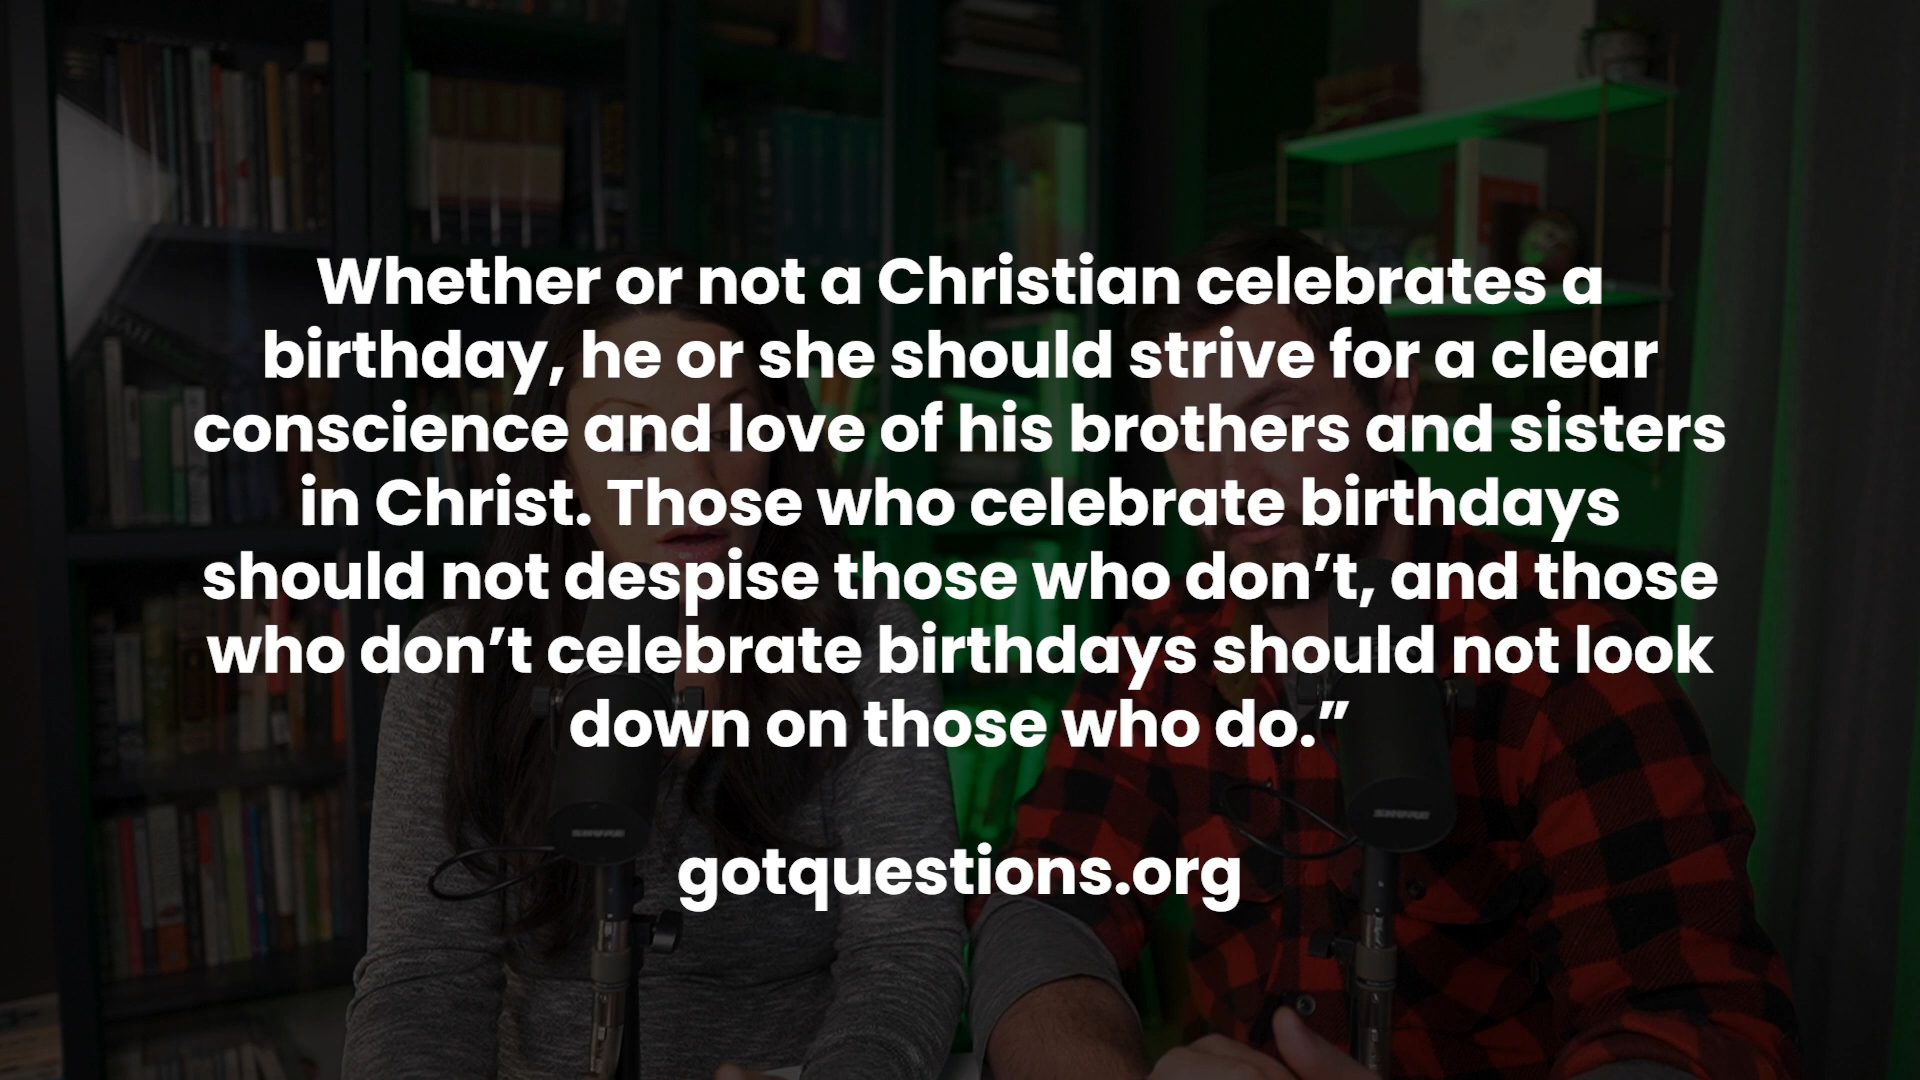 Whether or not a Christian celebrates a
birthday, he or she should strive for a clear
conscience and love of his brothers and sisters
in Christ. Those who celebrate birthdays
should not despise those who don’t, and those
who don’t celebrate birthdays should not look
down on those who do.”
gotquestions.org
SHURE
SHURE